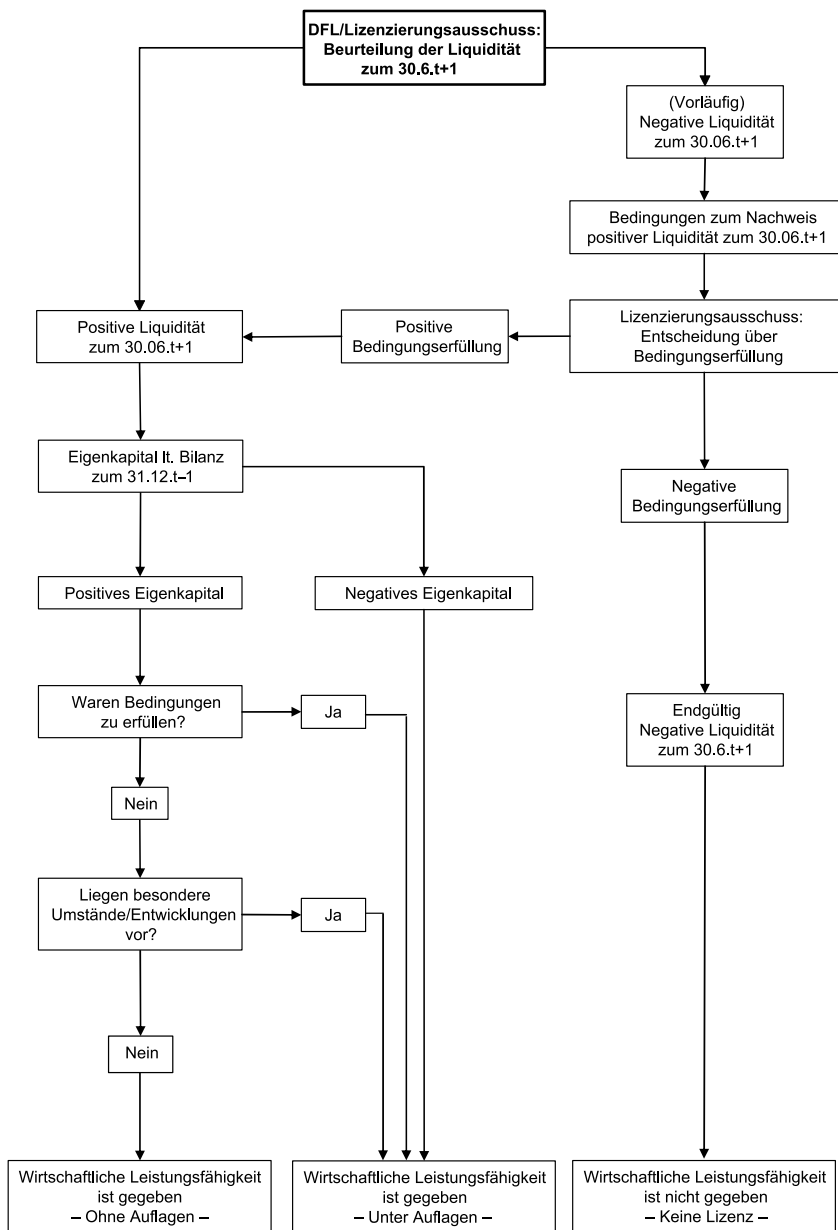 DFL/Lizenzierungsausschuss:
Beurteilung der Liquidität
zum 30.6.t+1
(Vorläufig)
Negative Liquidität
zum 30.06.t+1
Bedingungen zum Nachweis
positiver Liquidität zum 30.06.t+1
Positive Liquidität
zum 30.06.t+1
Positive
Bedingungserfüllung
Lizenzierungsausschuss:
Entscheidung über
Bedingungserfüllung
Eigenkapital lt. Bilanz
zum 31.12.t–1
Negative
Bedingungserfüllung
Positives Eigenkapital
Negatives Eigenkapital
Waren Bedingungen
zu erfüllen?
Ja
Endgültig
Negative Liquidität
zum 30.6.t+1
Nein
Liegen besondere
Umstände/Entwicklungen
vor?
Ja
Nein
Wirtschaftliche Leistungsfähigkeit
ist gegeben
– Ohne Auflagen –
Wirtschaftliche Leistungsfähigkeit
ist gegeben
– Unter Auflagen –
Wirtschaftliche Leistungsfähigkeit
ist nicht gegeben
– Keine Lizenz –